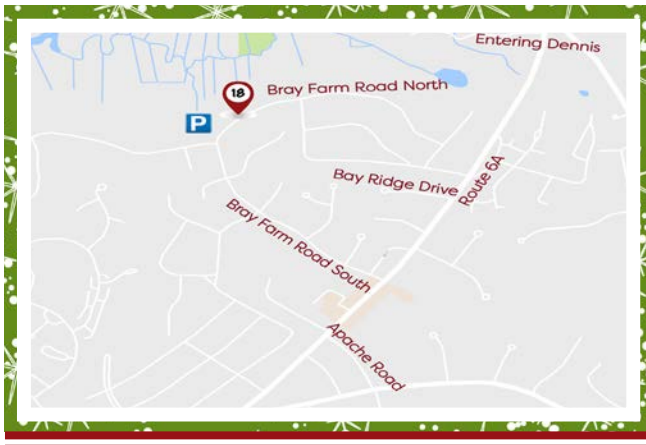 Entering Dennis
18
Bray Farm Road North
P
Bay Ridge Drive
Route 6A
Bray Farm Road South
Apache Road